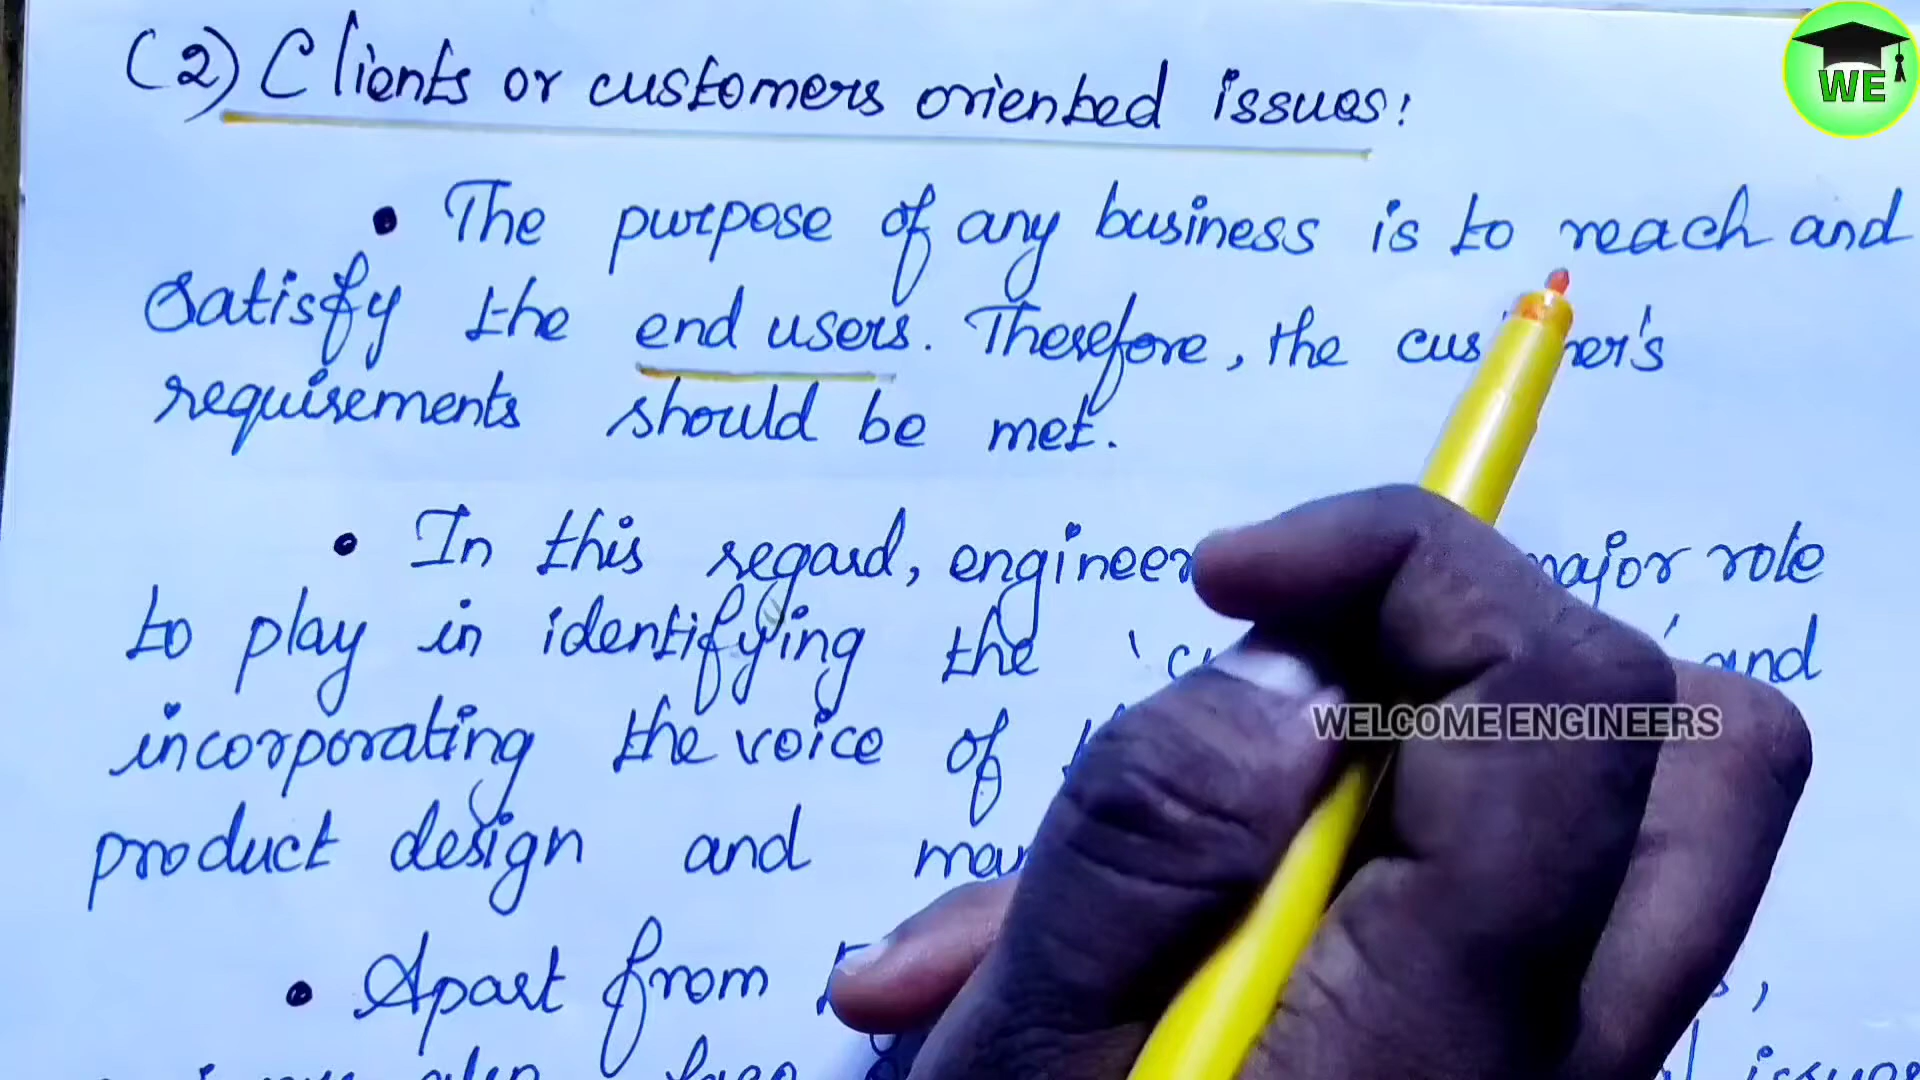 (2) Clients or customers oriented issues:
WE
• The purpose of any business is to reach and
satisfy the end users. Therefore, the
requirements should be met.
• In this regard, major role
to play in identifying the and
incorporating the voice of
WELCOME ENGINEERS
product design and
• Apart from